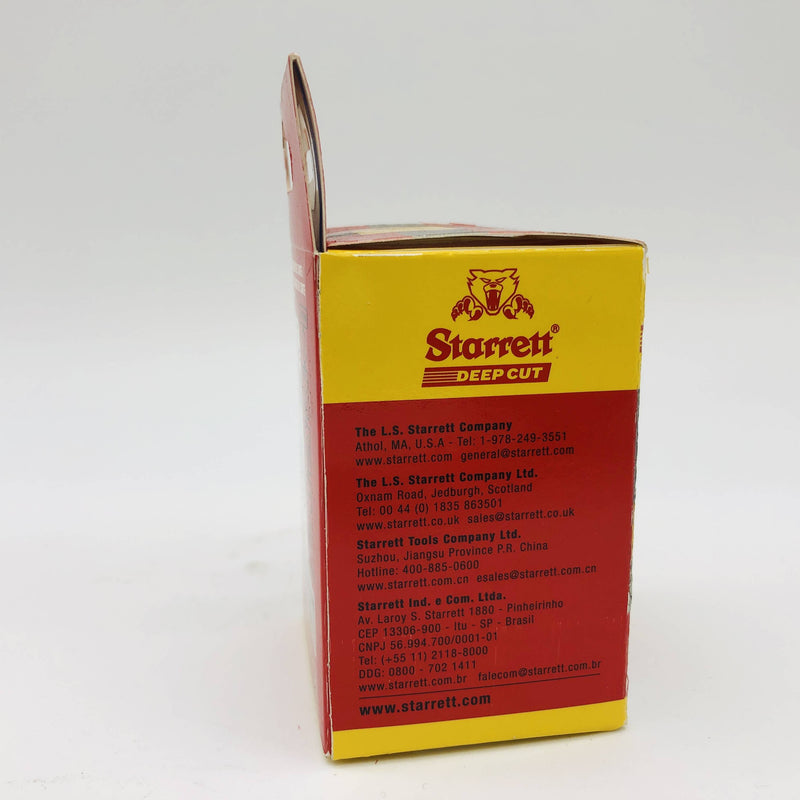 Starrett®
DEEP CUT
The L.S. Starrett Company
Athol, MA, U.S.A - Tel: 1-978-249-3551
www.starrett.com general@starrett.com
The L.S. Starrett Company Ltd.
Oxnam Road, Jedburgh, Scotland
Tel: 00 44 (0) 1835 863501
www.starrett.co.uk sales@starrett.co.uk
Starrett Tools Company Ltd.
Suzhou, Jiangsu Province P.R. China
Hotline: 400-885-0600
www.starrett.com.cn esales@starrett.com.cn
Starrett Ind. e Com. Ltda.
Av. Laroy S. Starrett 1880 - Pinheirinho
CEP 13306-900 - Itu - SP - Brasil
CNPJ 56.994.700/0001-01
Tel: (+55 11) 2118-8000
DDG: 0800 - 702 1411
www.starrett.com.br falecom@starrett.com.br
www.starrett.com